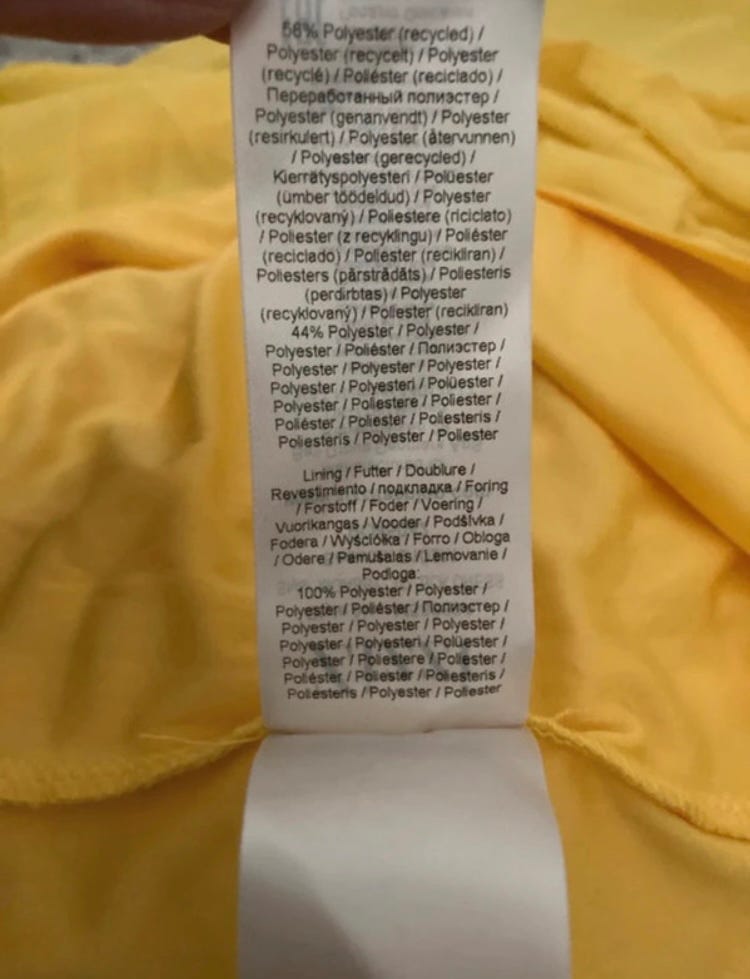 56% Polyester (recycled) /
Polyester (recycelt) / Polyester
(recyclé) / Poliéster (reciclado) /
Переработанный полиэстер /
Polyester (genanvendt) / Polyester
(resirkulert) / Polyester (återvunnen)
/ Polyester (gerecycled) /
Kierrätyspolyesteri / Polüester
(ümber töödeldud) / Polyester
(recyklovaný) / Poliestere (riciclato)
/ Poliester (z recyklingu) / Poliéster
(reciclado) / Poliester (recikliran) /
Poliesters (pārstrādāts) / Poliesteris
(perdirbtas) / Polyester
(recyklovaný) / Poliester (recikliran)
44% Polyester / Polyester /
Polyester / Poliéster / Полиэстер /
Polyester / Polyester / Polyester /
Polyester / Polyesteri / Polüester /
Polyester / Poliestere / Poliester /
Poliéster / Poliester / Poliesteris /
Poliesteris / Polyester / Poliester
Lining / Futter / Doublure /
Revestimiento / подкладка / Foring
/ Forstoff / Foder / Voering /
Vuorikangas / Vooder / Podšívka /
Fodera / Wyściółka / Forro / Obloga
/ Odere / Pamušalas / Lemovanie /
Podloga:
100% Polyester / Polyester /
Polyester / Poliéster / Полиэстер /
Polyester / Polyester / Polyester /
Polyester / Polyesteri / Polüester /
Polyester / Poliestere / Poliester /
Poliéster / Poliester / Poliesteris /
Poliesteris / Polyester / Poliester